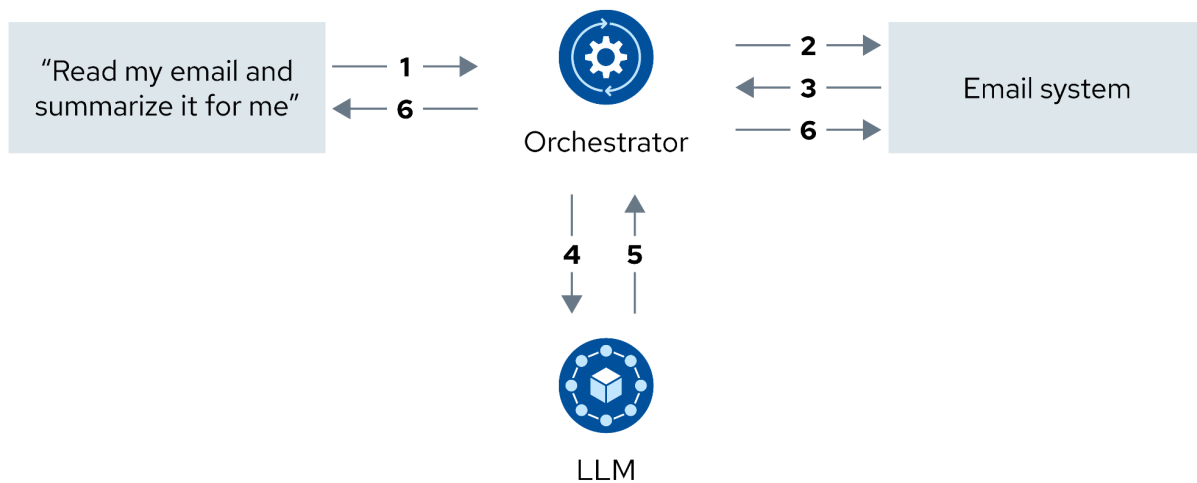 “Read my email and
summarize it for me”
1
6
Orchestrator
2
3
6
Email system
4
5
LLM